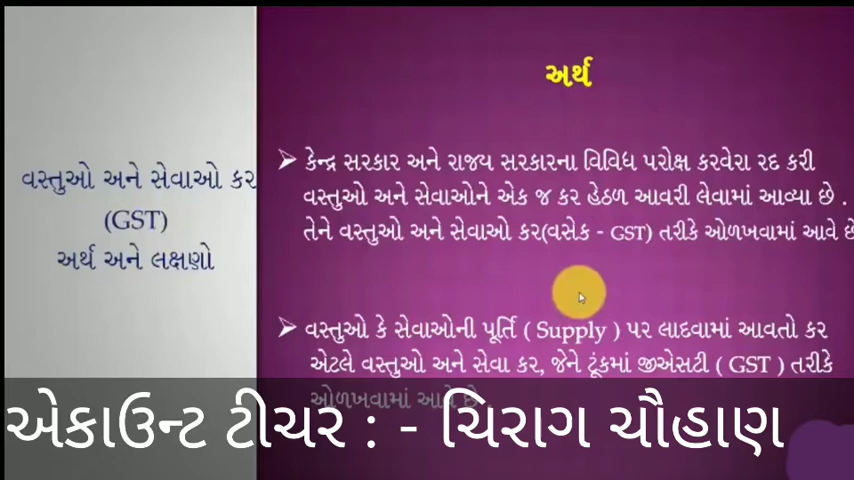 વસ્તુઓ અને સેવાઓ કર
(GST)
અર્થ અને લક્ષણો
અર્થ
➢ કેન્દ્ર સરકાર અને રાજ્ય સરકારના વિવિધ પરોક્ષ કરવેરા રદ કરી
વસ્તુઓ અને સેવાઓને એક જ કર હેઠળ આવરી લેવામાં આવ્યા છે .
તેને વસ્તુઓ અને સેવાઓ કર(વસેક - GST) તરીકે ઓળખવામાં આવે છે
➢ વસ્તુઓ કે સેવાઓની પૂર્તિ ( Supply ) પર લાદવામાં આવતો કર
એટલે વસ્તુઓ અને સેવા કર, જેને ટૂંકમાં જીએસટી ( GST ) તરીકે
ઓળખવામાં આવે છે .
એકાઉન્ટ ટીચર : - ચિરાગ ચૌહાણ